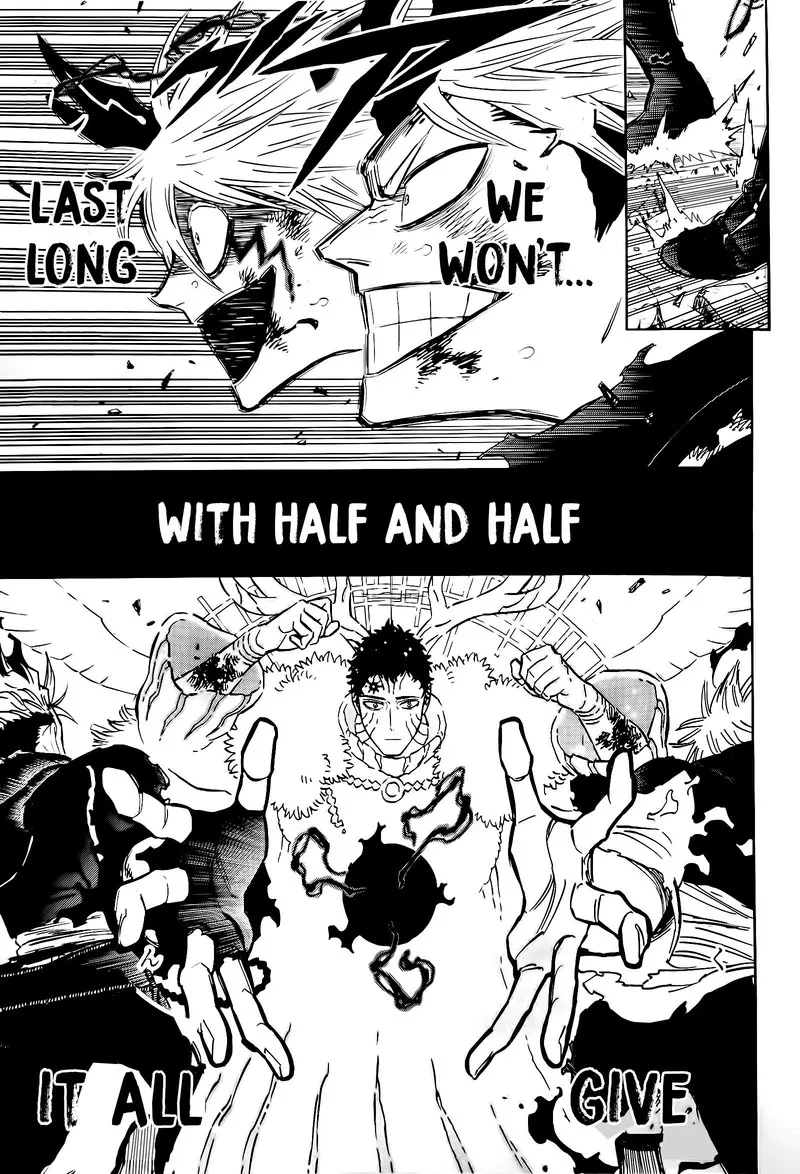 WE
WON'T...
LAST
LONG
WITH HALF AND HALF
GIVE
IT ALL